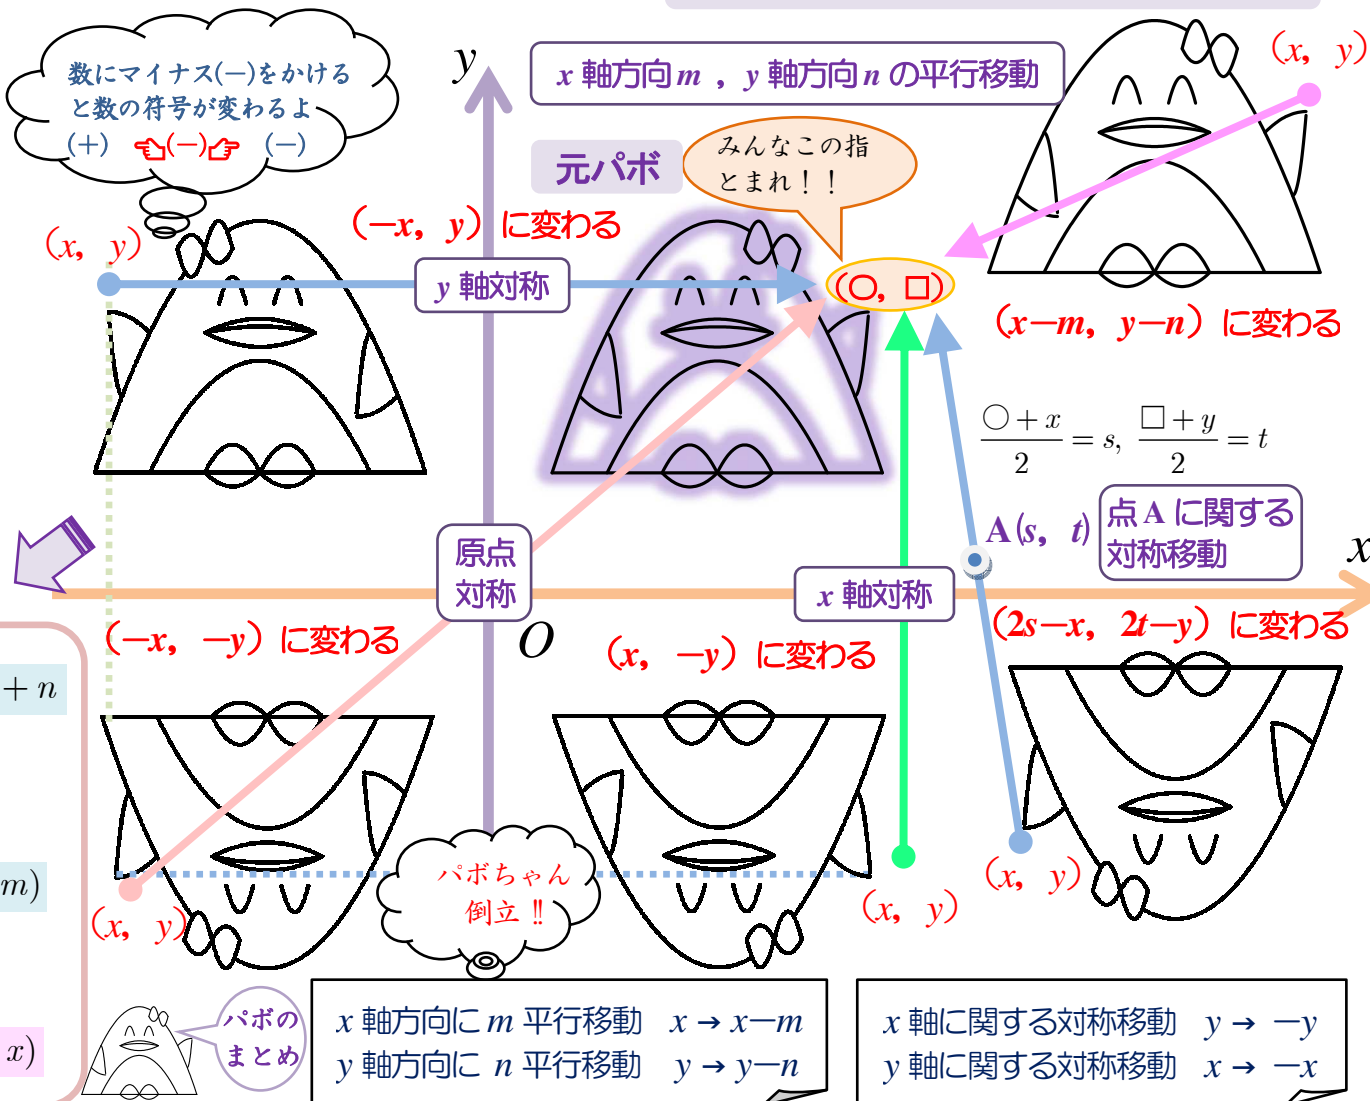 数にマイナス(－)をかける
と数の符号が変わるよ
(＋) (－) (－)
y
x 軸方向 m , y 軸方向 n の平行移動
(x, y)
元パボ
みんなこの指
とまれ！！
(x, y)
(－x, y) に変わる
y 軸対称
(○, □)
(x－m, y－n) に変わる
\frac{○ + x}{2} = s, \frac{□ + y}{2} = t
A(s, t)
点 A に関する
対称移動
原点
対称
x 軸対称
x
O
(－x, －y) に変わる
(x, －y) に変わる
(2s－x, 2t－y) に変わる
+ n
m)
x)
(x, y)
パボちゃん
倒立 !!
(x, y)
(x, y)
パボの
まとめ
x 軸方向に m 平行移動 x → x－m
y 軸方向に n 平行移動 y → y－n
x 軸に関する対称移動 y → －y
y 軸に関する対称移動 x → －x